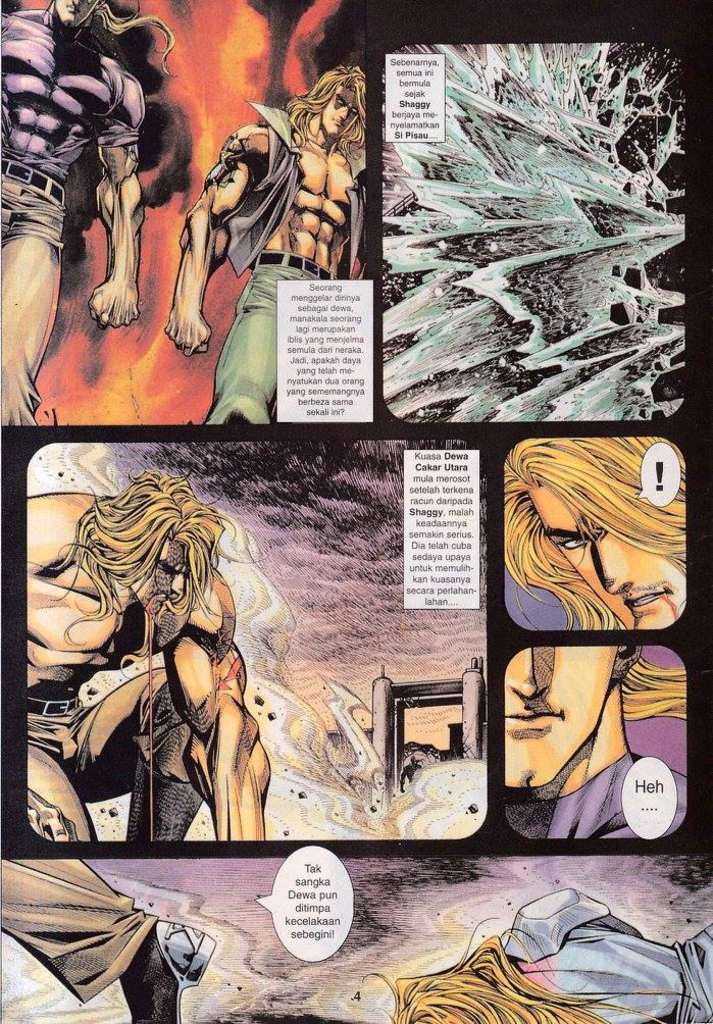 Seorang
menggelar dirinya
sebagai dewa,
manakala seorang
lagi merupakan
iblis yang menjelma
semula dari neraka.
Jadi, apakah daya
yang telah me-
nyatukan dua orang
yang sememangnya
berbeza sama
sekali ini?
Sebenarnya,
semua ini
bermula
sejak
Shaggy
berjaya me-
nyelamatkan
Si Pisau....
Kuasa Dewa
Cakar Utara
mula merosot
setelah terkena
racun daripada
Shaggy, malah
keadaannya
semakin serius.
Dia telah cuba
sedaya upaya
untuk memulih-
kan kuasanya
secara perlahan-
lahan....
!
Heh
....
Tak
sangka
Dewa pun
ditimpa
kecelakaan
sebegini!
4